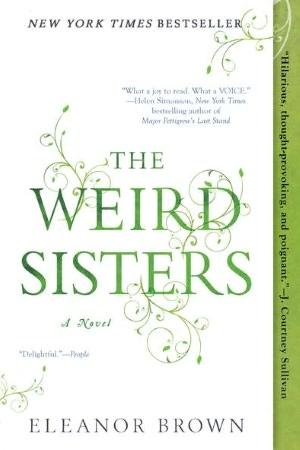 NEW YORK TIMES BESTSELLER
"What a joy to read. What a VOICE."
—Helen Simonson, New York Times
bestselling author of
Major Pettigrew's Last Stand
THE
WEIRD
SISTERS
A Novel
"Delightful."—People
ELEANOR BROWN
"Hilarious, thought-provoking, and poignant."—J. Courtney Sullivan